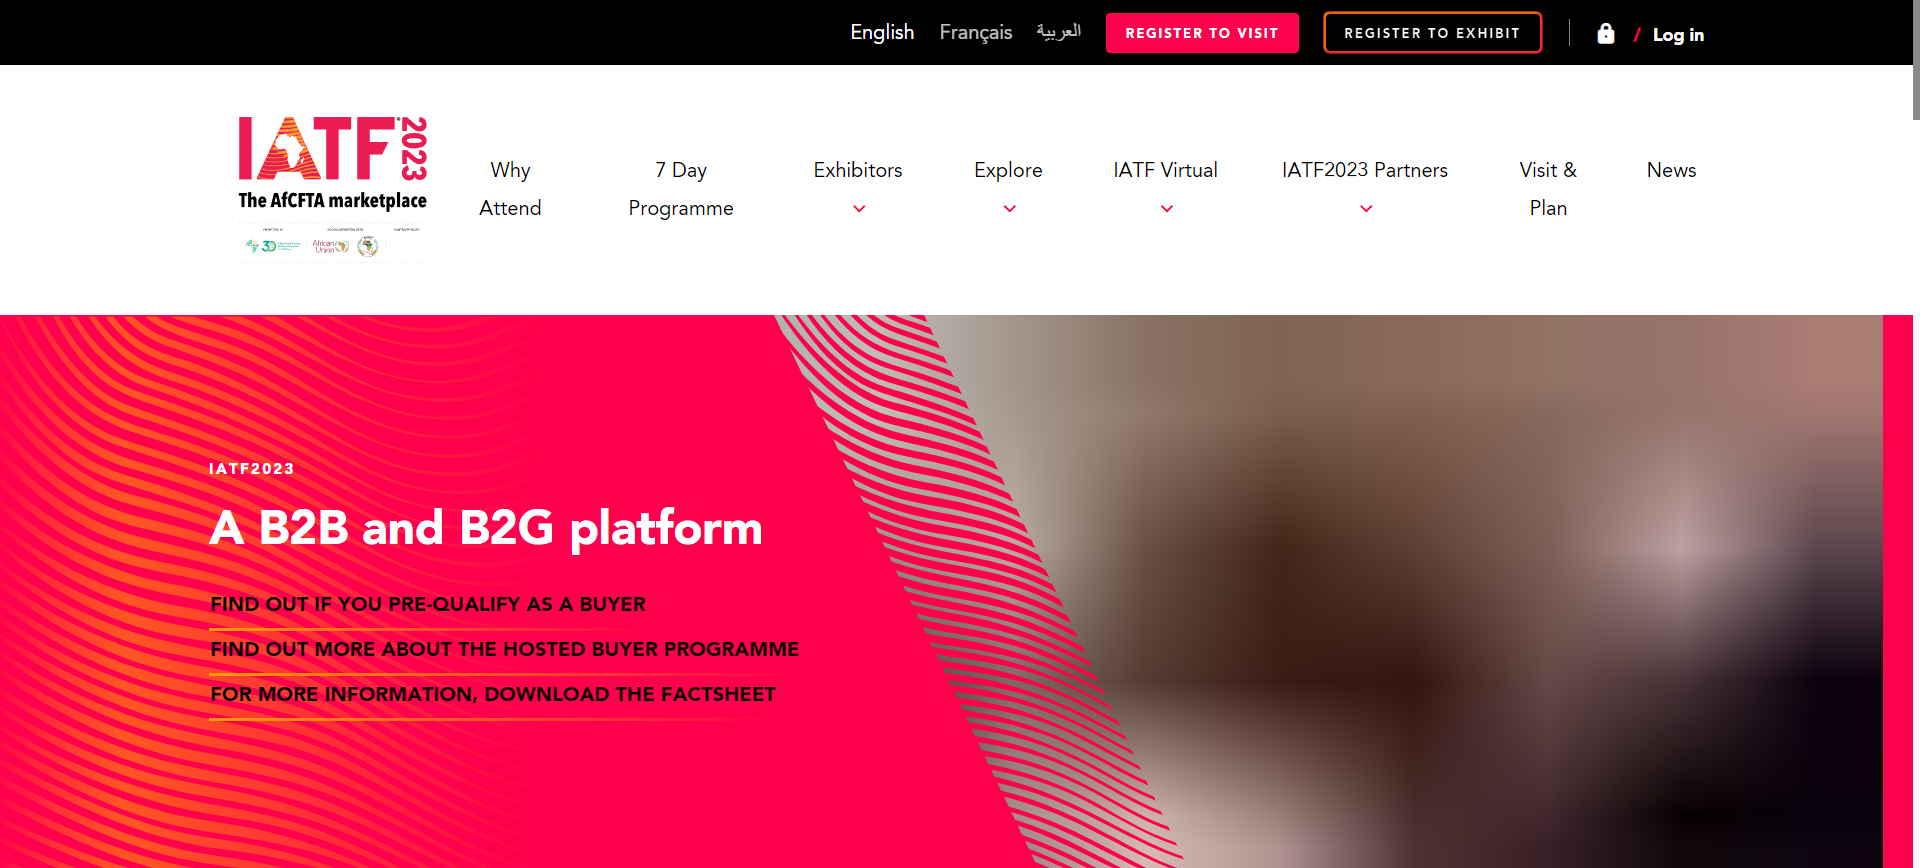 English Français العربية REGISTER TO VISIT REGISTER TO EXHIBIT / Log in
IATF 2023
The AfCFTA marketplace
African
Union
Why
Attend
7 Day
Programme
Exhibitors
Explore
IATF Virtual
IATF2023 Partners
Visit &
Plan
News
IATF2023
A B2B and B2G platform
FIND OUT IF YOU PRE-QUALIFY AS A BUYER
FIND OUT MORE ABOUT THE HOSTED BUYER PROGRAMME
FOR MORE INFORMATION, DOWNLOAD THE FACTSHEET